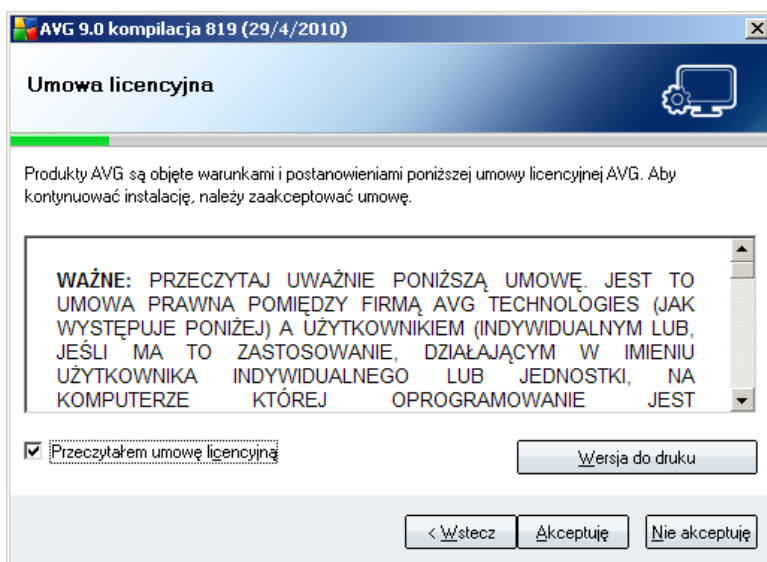 AVG 9.0 kompilacja 819 (29/4/2010)
Umowa licencyjna
Produkty AVG są objęte warunkami i postanowieniami poniższej umowy licencyjnej AVG. Aby
kontynuować instalację, należy zaakceptować umowę.
WAŻNE: PRZECZYTAJ UWAŻNIE PONIŻSZĄ UMOWĘ. JEST TO
UMOWA PRAWNA POMIĘDZY FIRMĄ AVG TECHNOLOGIES (JAK
WYSTĘPUJE PONIŻEJ) A UŻYTKOWNIKIEM (INDYWIDUALNYM LUB,
JEŚLI MA TO ZASTOSOWANIE, DZIAŁAJĄCYM W IMIENIU
UŻYTKOWNIKA INDYWIDUALNEGO LUB JEDNOSTKI, NA
KOMPUTERZE KTÓREJ OPROGRAMOWANIE JEST
Przeczytałem umowę licencyjną
Wersja do druku
< Wstecz
Akceptuję
Nie akceptuję